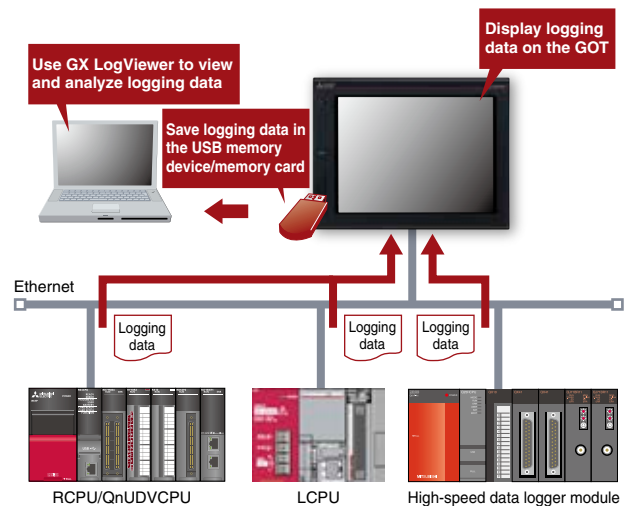 Display logging
data on the GOT
Use GX LogViewer to view
and analyze logging data
Save logging data in
the USB memory
device/memory card
Ethernet
Logging
data
Logging
data
Logging
data
RCPU/QnUDVCPU
LCPU
High-speed data logger module